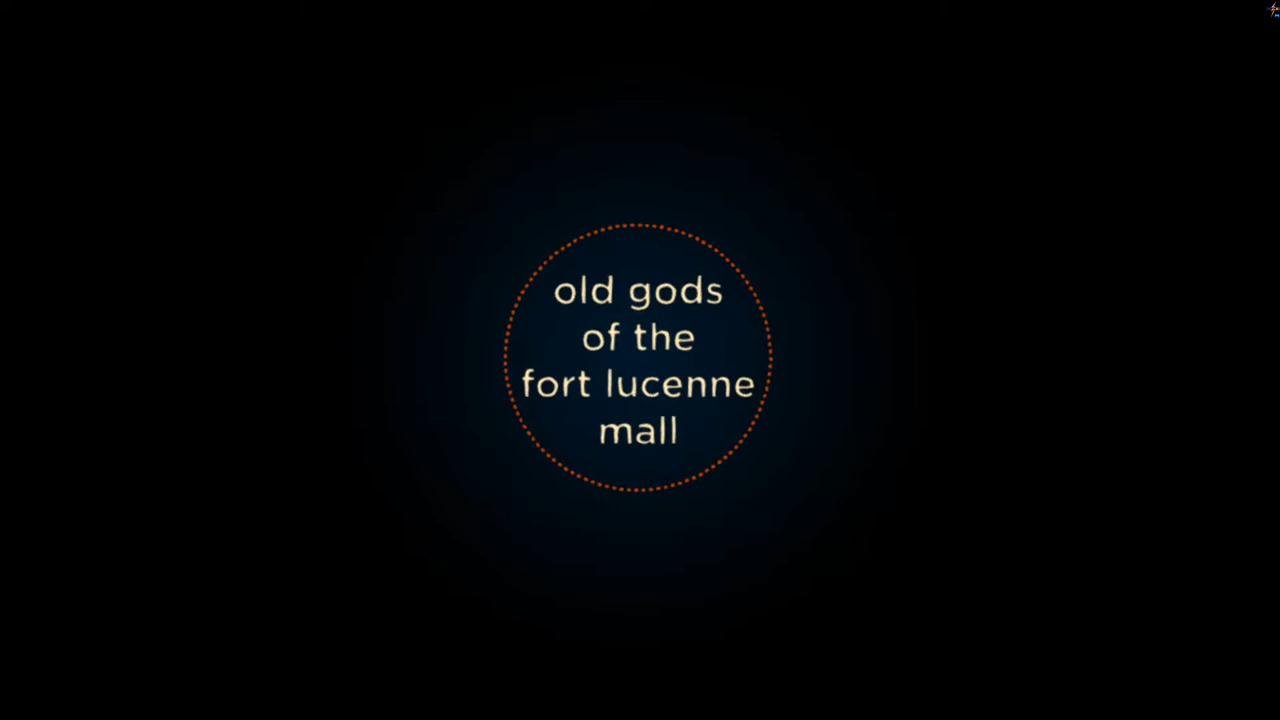 old gods
of the
fort lucenne
mall